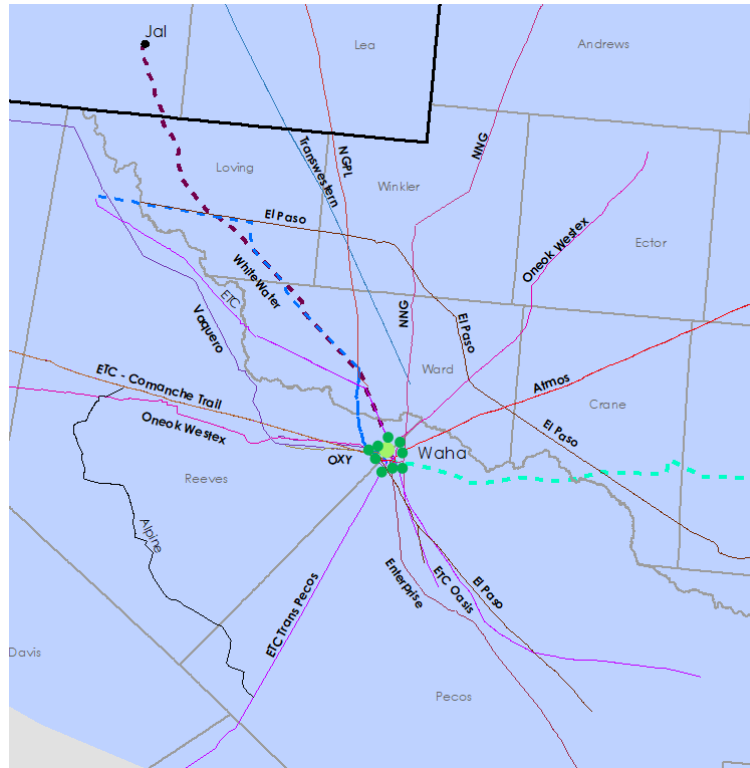 Jal
Lea
Andrews
NNG
NGPL
Transwestern
Loving
Winkler
El Paso
Oneok Westex
Ector
WhiteWater
ETC
Vaquero
NNG
El Paso
Ward
ETC - Comanche Trail
Atmos
Crane
Oneok Westex
El Paso
OXY
Waha
Reeves
Alpine
Enterprise
ETC Oasis
El Paso
ETC Trans Pecos
Davis
Pecos